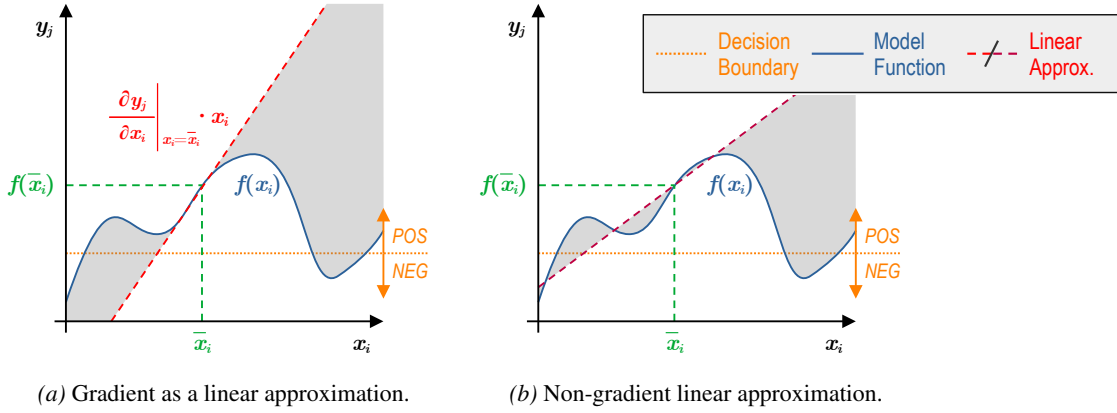 y_j
∂y_j/∂x_i |_{x_i=x̄_i} · x_i
f(x̄_i)
f(x_i)
POS
NEG
x̄_i
x_i
(a) Gradient as a linear approximation.
y_j
Decision Boundary
Model Function
Linear Approx.
f(x̄_i)
f(x_i)
POS
NEG
x̄_i
x_i
(b) Non-gradient linear approximation.